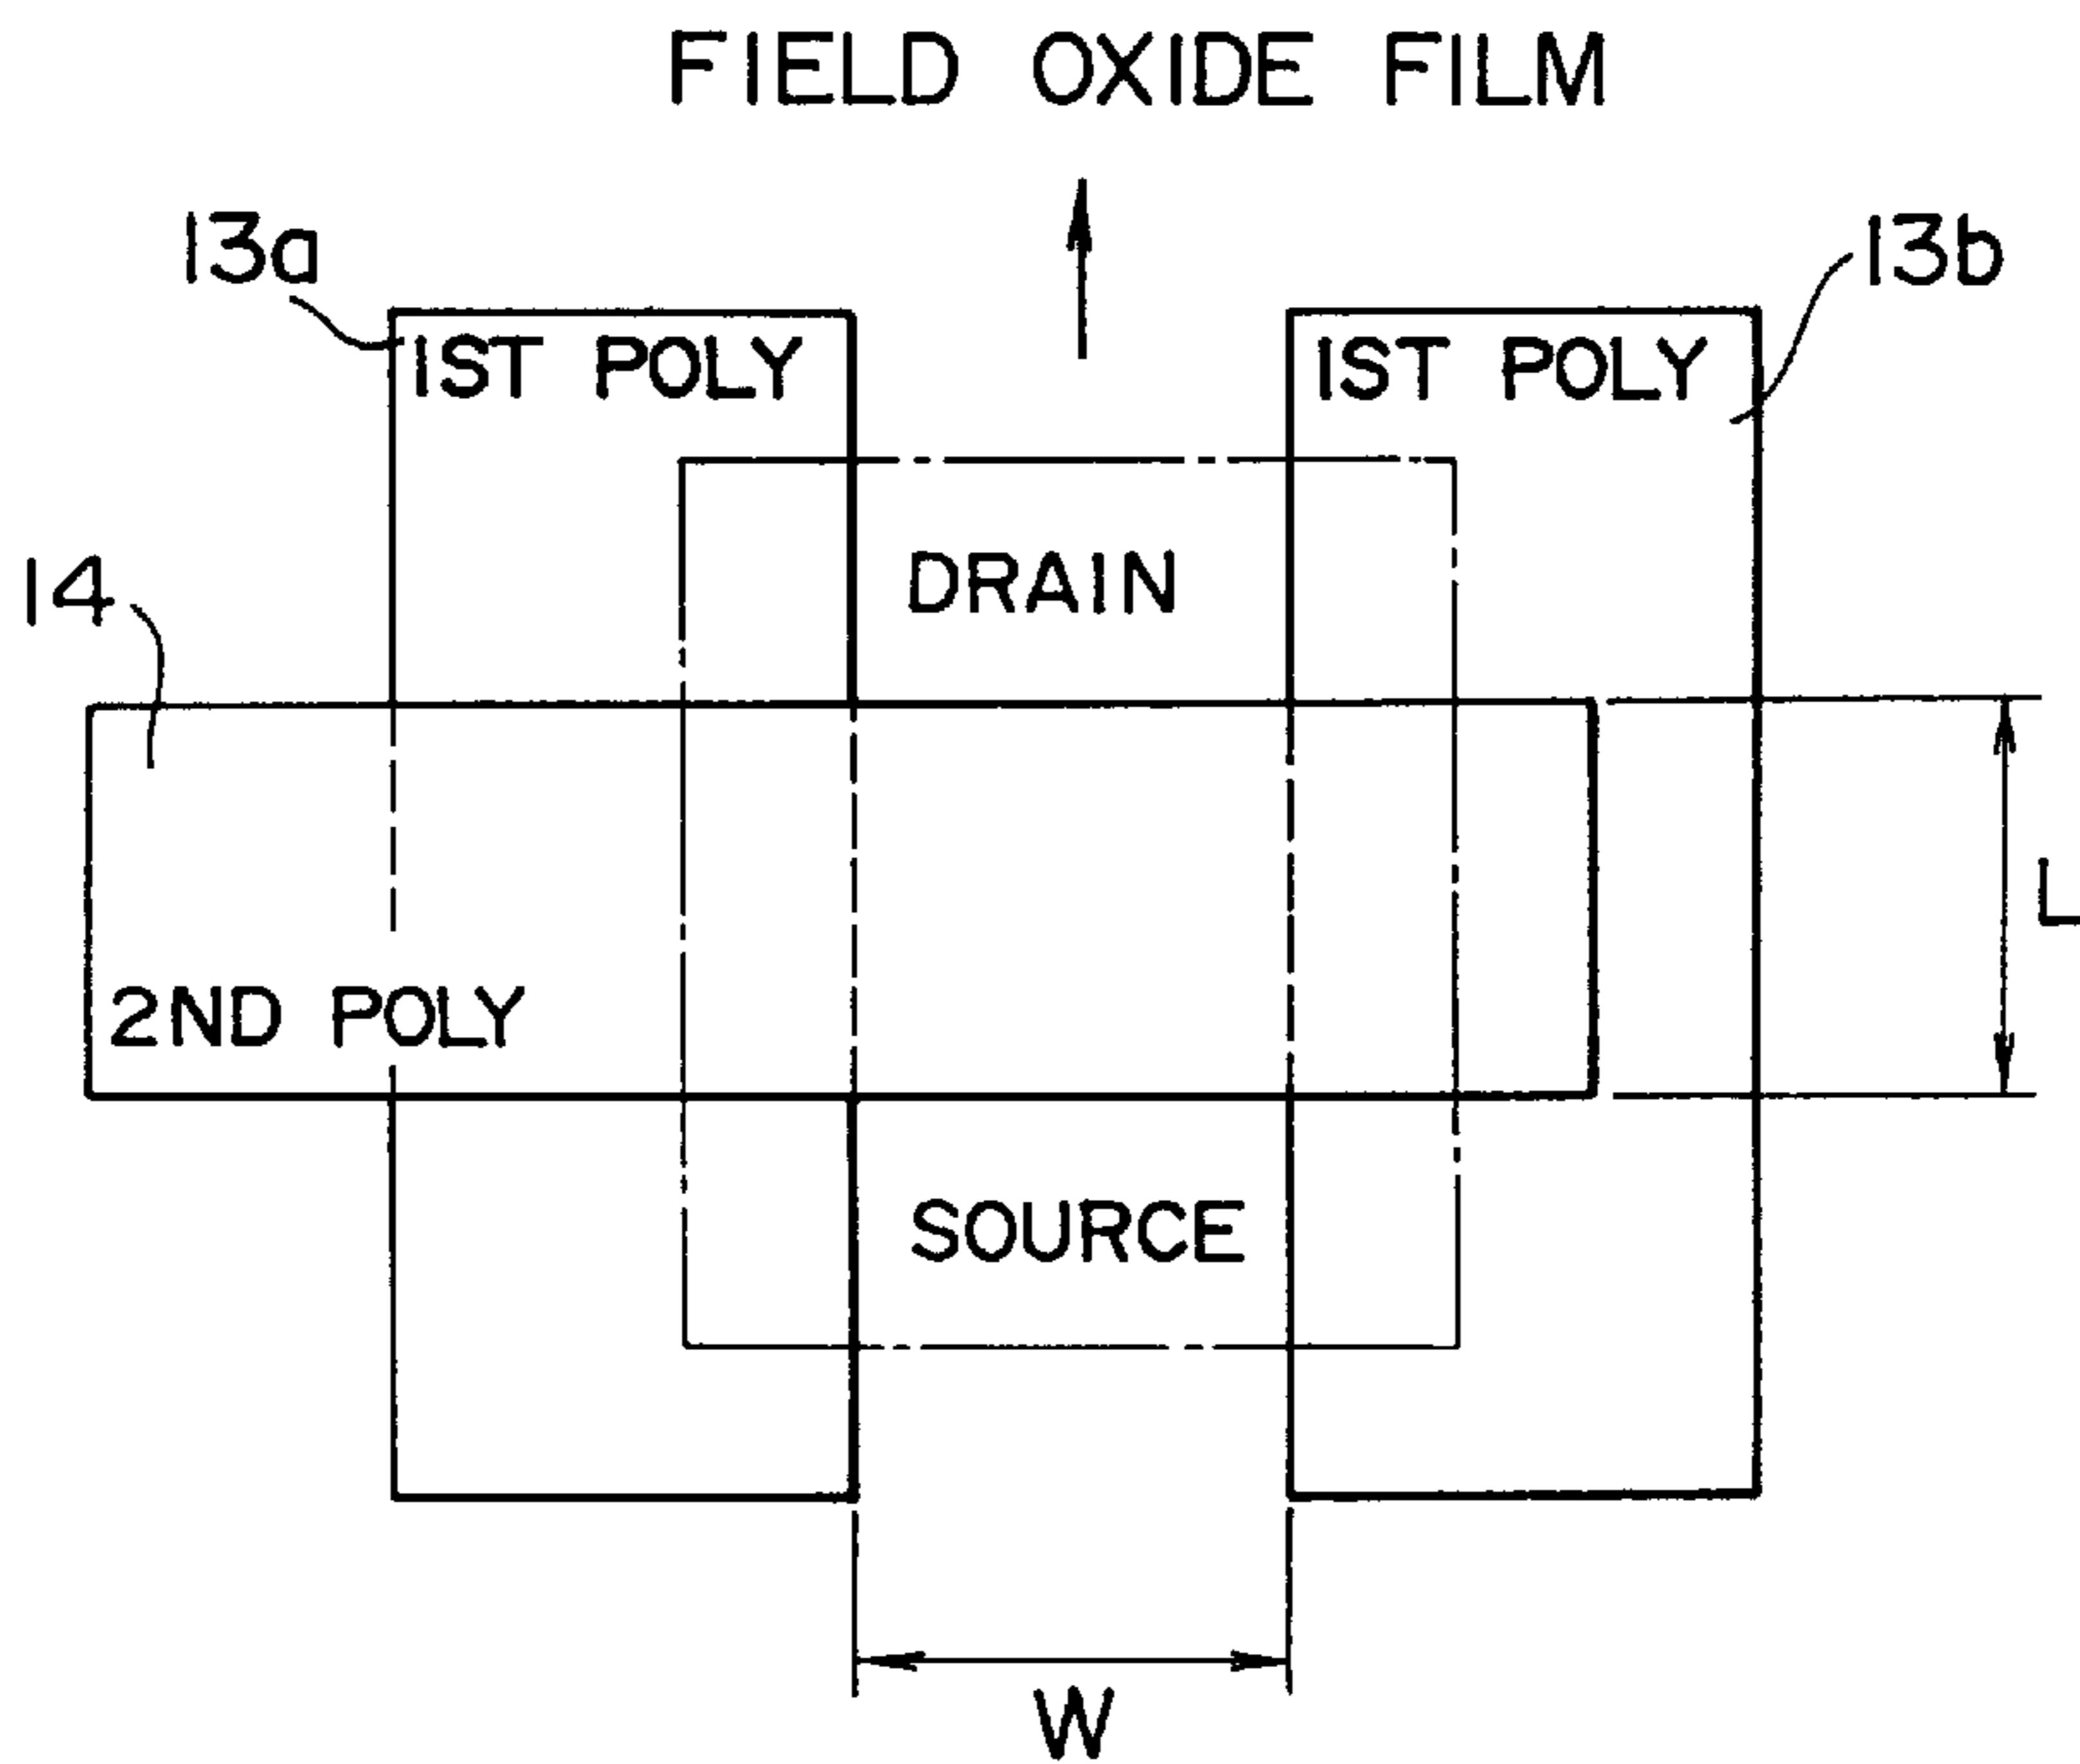 FIELD OXIDE FILM
13a
13b
1ST POLY
1ST POLY
DRAIN
14
L
2ND POLY
SOURCE
W